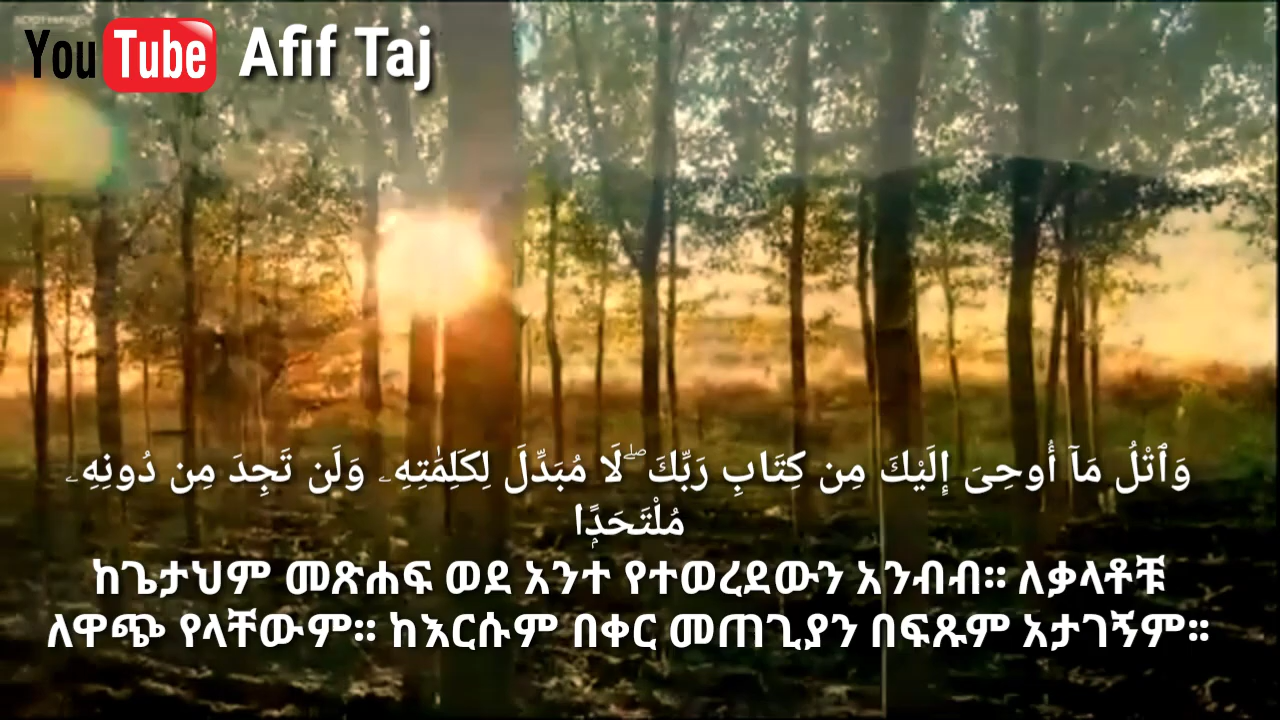 YouTube Afif Taj
وَٱتْلُ مَآ أُوحِىَ إِلَيْكَ مِن كِتَابِ رَبِّكَ ۖ لَا مُبَدِّلَ لِكَلِمَٰتِهِۦ وَلَن تَجِدَ مِن دُونِهِۦ
مُلْتَحَدًۭا
ከጌታህም መጽሐፍ ወደ አንተ የተወረደውን አንብብ። ለቃላቶቹ
ለዋጭ የላቸውም። ከእርሱም በቀር መጠጊያን በፍጹም አታገኝም።